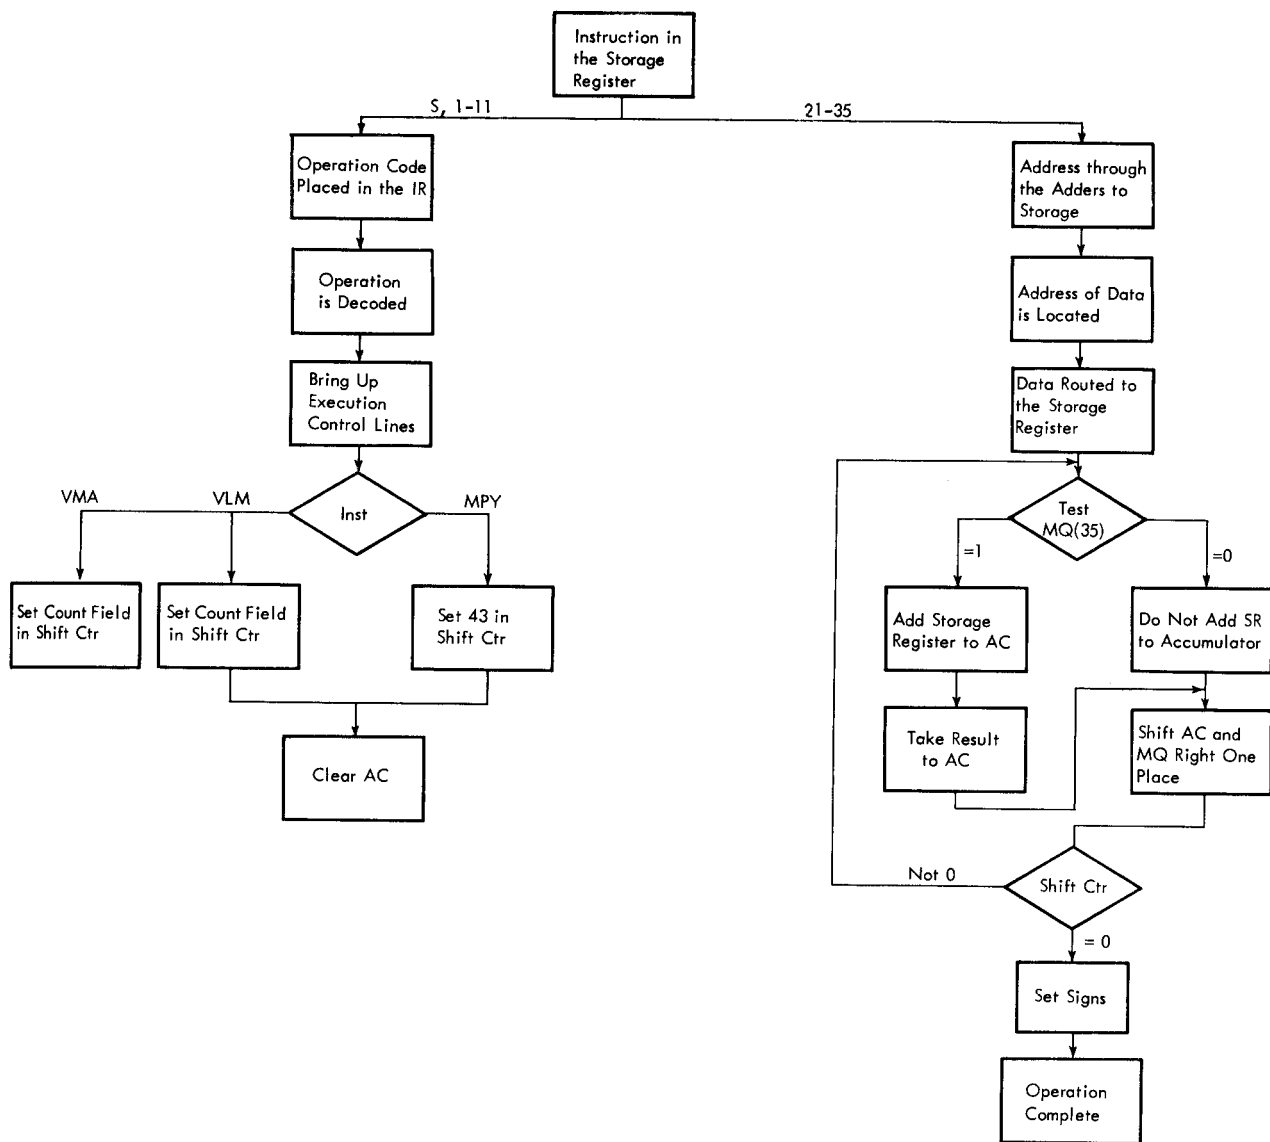 Instruction in
the Storage
Register
S, 1-11
21-35
Operation Code
Placed in the IR
Operation
is Decoded
Bring Up
Execution
Control Lines
Inst
VMA
VLM
MPY
Set Count Field
in Shift Ctr
Set Count Field
in Shift Ctr
Set 43 in
Shift Ctr
Clear AC
Address through
the Adders to
Storage
Address of Data
is Located
Data Routed to
the Storage
Register
Test
MQ(35)
=1
=0
Add Storage
Register to AC
Do Not Add SR
to Accumulator
Take Result
to AC
Shift AC and
MQ Right One
Place
Not 0
Shift Ctr
= 0
Set Signs
Operation
Complete